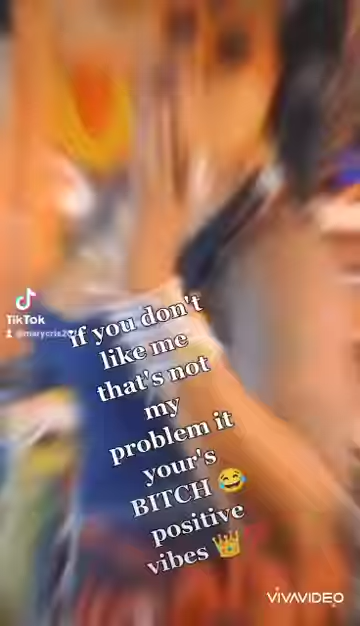 TikTok
If you don't
like me
that's not
my
problem it
your's
BITCH 😂
positive
vibes 👑
VIVAVIDEO